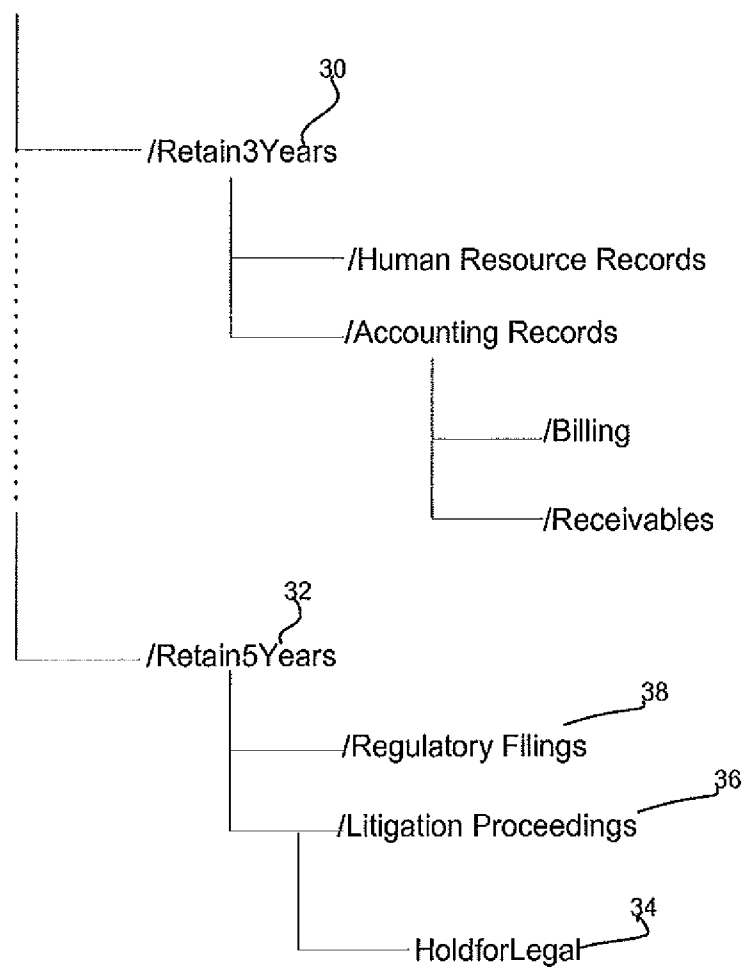 30
/Retain3Years
/Human Resource Records
/Accounting Records
/Billing
/Receivables
32
/Retain5Years
38
/Regulatory Filings
36
/Litigation Proceedings
34
HoldforLegal